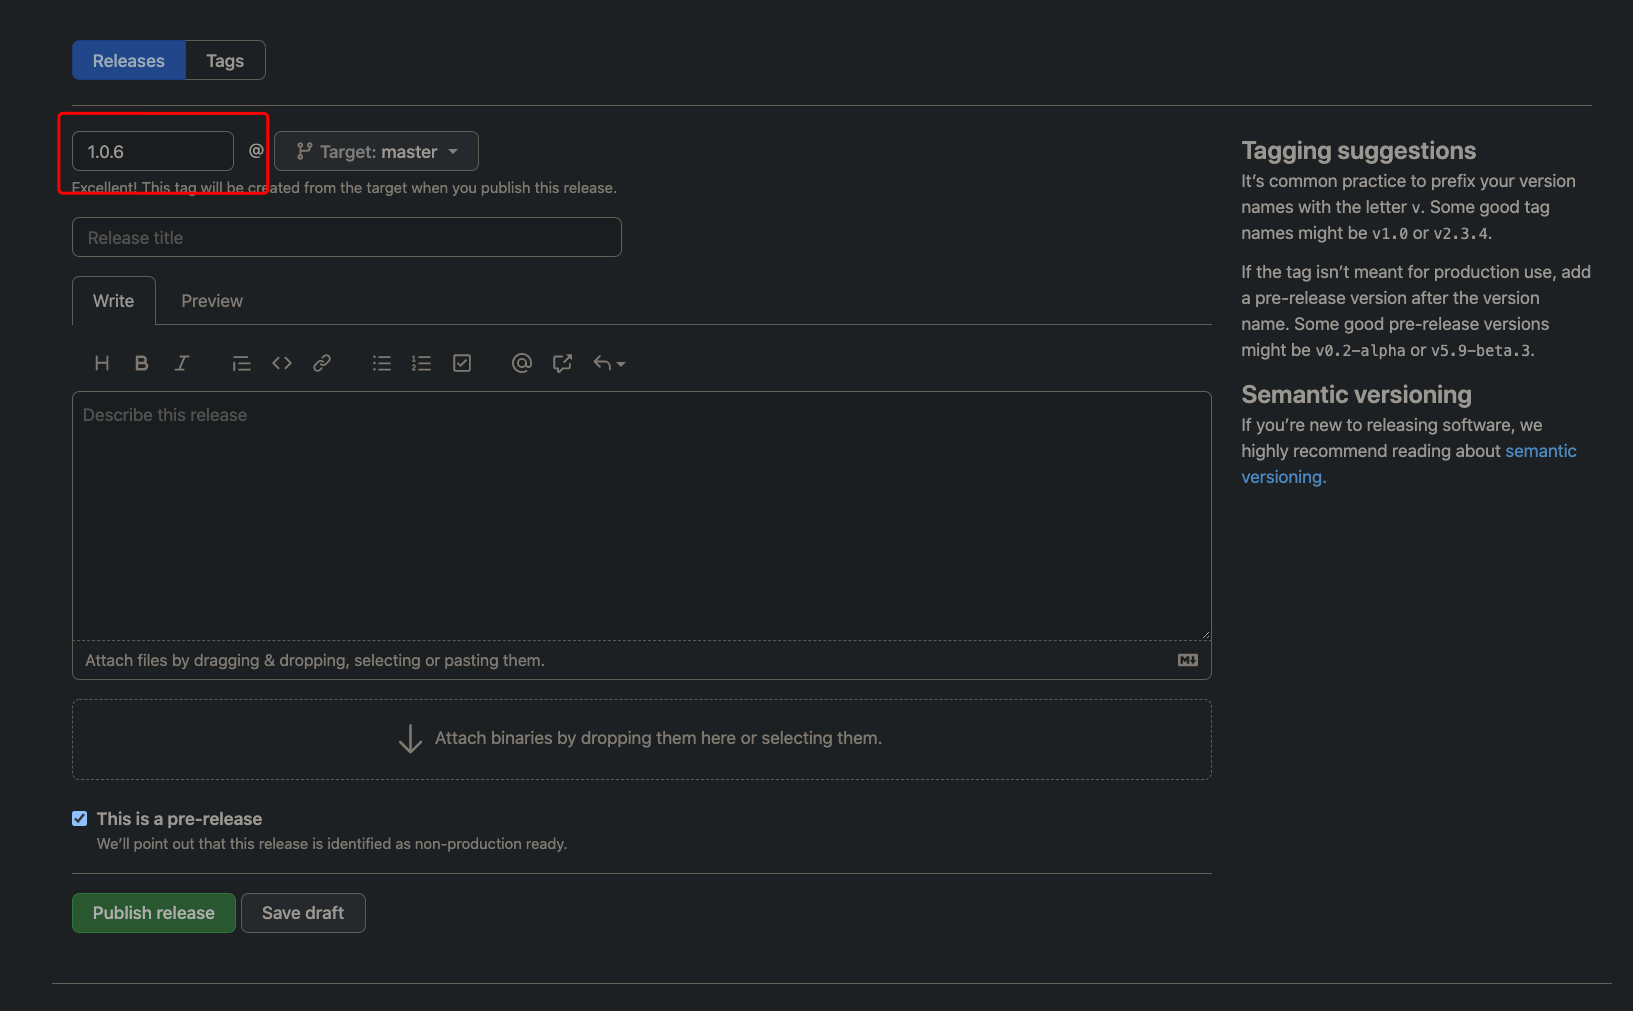 Releases Tags
1.0.6 @ Target: master
Excellent! This tag will be created from the target when you publish this release.
Release title
Write Preview
Describe this release
Attach files by dragging & dropping, selecting or pasting them.
Attach binaries by dropping them here or selecting them.
This is a pre-release
We’ll point out that this release is identified as non-production ready.
Publish release Save draft
Tagging suggestions
It’s common practice to prefix your version
names with the letter v. Some good tag
names might be v1.0 or v2.3.4.
If the tag isn’t meant for production use, add
a pre-release version after the version
name. Some good pre-release versions
might be v0.2-alpha or v5.9-beta.3.
Semantic versioning
If you’re new to releasing software, we
highly recommend reading about semantic
versioning.